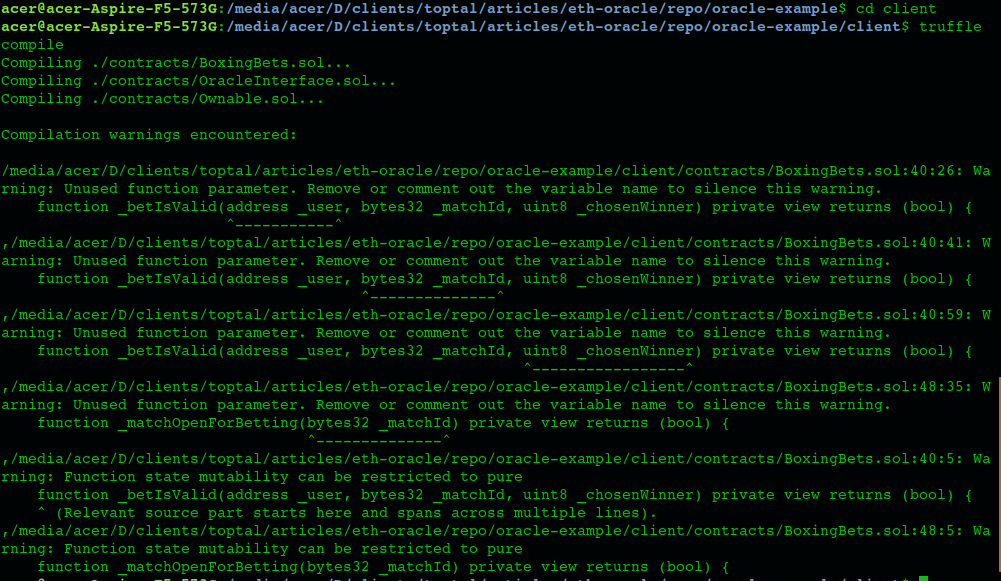 acer@acer-Aspire-F5-573G:/media/acer/D/clients/toptal/articles/eth-oracle/repo/oracle-example$ cd client
acer@acer-Aspire-F5-573G:/media/acer/D/clients/toptal/articles/eth-oracle/repo/oracle-example/client$ truffle
compile
Compiling ./contracts/BoxingBets.sol...
Compiling ./contracts/OracleInterface.sol...
Compiling ./contracts/Ownable.sol...
Compilation warnings encountered:
/media/acer/D/clients/toptal/articles/eth-oracle/repo/oracle-example/client/contracts/BoxingBets.sol:40:26: Wa
rning: Unused function parameter. Remove or comment out the variable name to silence this warning.
    function _betIsValid(address _user, bytes32 _matchId, uint8 _chosenWinner) private view returns (bool) {
                         ^-----------^
,/media/acer/D/clients/toptal/articles/eth-oracle/repo/oracle-example/client/contracts/BoxingBets.sol:40:41: W
arning: Unused function parameter. Remove or comment out the variable name to silence this warning.
    function _betIsValid(address _user, bytes32 _matchId, uint8 _chosenWinner) private view returns (bool) {
                                        ^--------------^
,/media/acer/D/clients/toptal/articles/eth-oracle/repo/oracle-example/client/contracts/BoxingBets.sol:40:59: W
arning: Unused function parameter. Remove or comment out the variable name to silence this warning.
    function _betIsValid(address _user, bytes32 _matchId, uint8 _chosenWinner) private view returns (bool) {
                                                          ^-----------------^
,/media/acer/D/clients/toptal/articles/eth-oracle/repo/oracle-example/client/contracts/BoxingBets.sol:48:35: W
arning: Unused function parameter. Remove or comment out the variable name to silence this warning.
    function _matchOpenForBetting(bytes32 _matchId) private view returns (bool) {
                                  ^--------------^
,/media/acer/D/clients/toptal/articles/eth-oracle/repo/oracle-example/client/contracts/BoxingBets.sol:40:5: Wa
rning: Function state mutability can be restricted to pure
    function _betIsValid(address _user, bytes32 _matchId, uint8 _chosenWinner) private view returns (bool) {
    ^ (Relevant source part starts here and spans across multiple lines).
,/media/acer/D/clients/toptal/articles/eth-oracle/repo/oracle-example/client/contracts/BoxingBets.sol:48:5: Wa
rning: Function state mutability can be restricted to pure
    function _matchOpenForBetting(bytes32 _matchId) private view returns (bool) {